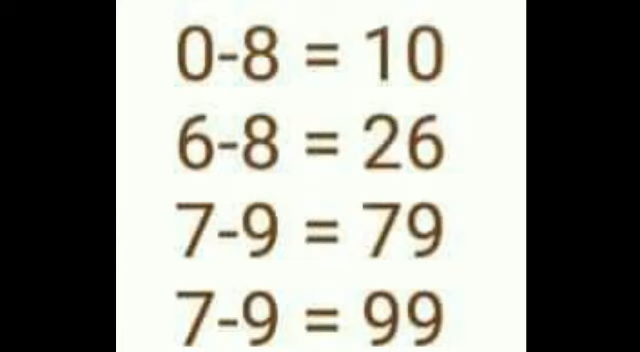 0-8 = 10
6-8 = 26
7-9 = 79
7-9 = 99